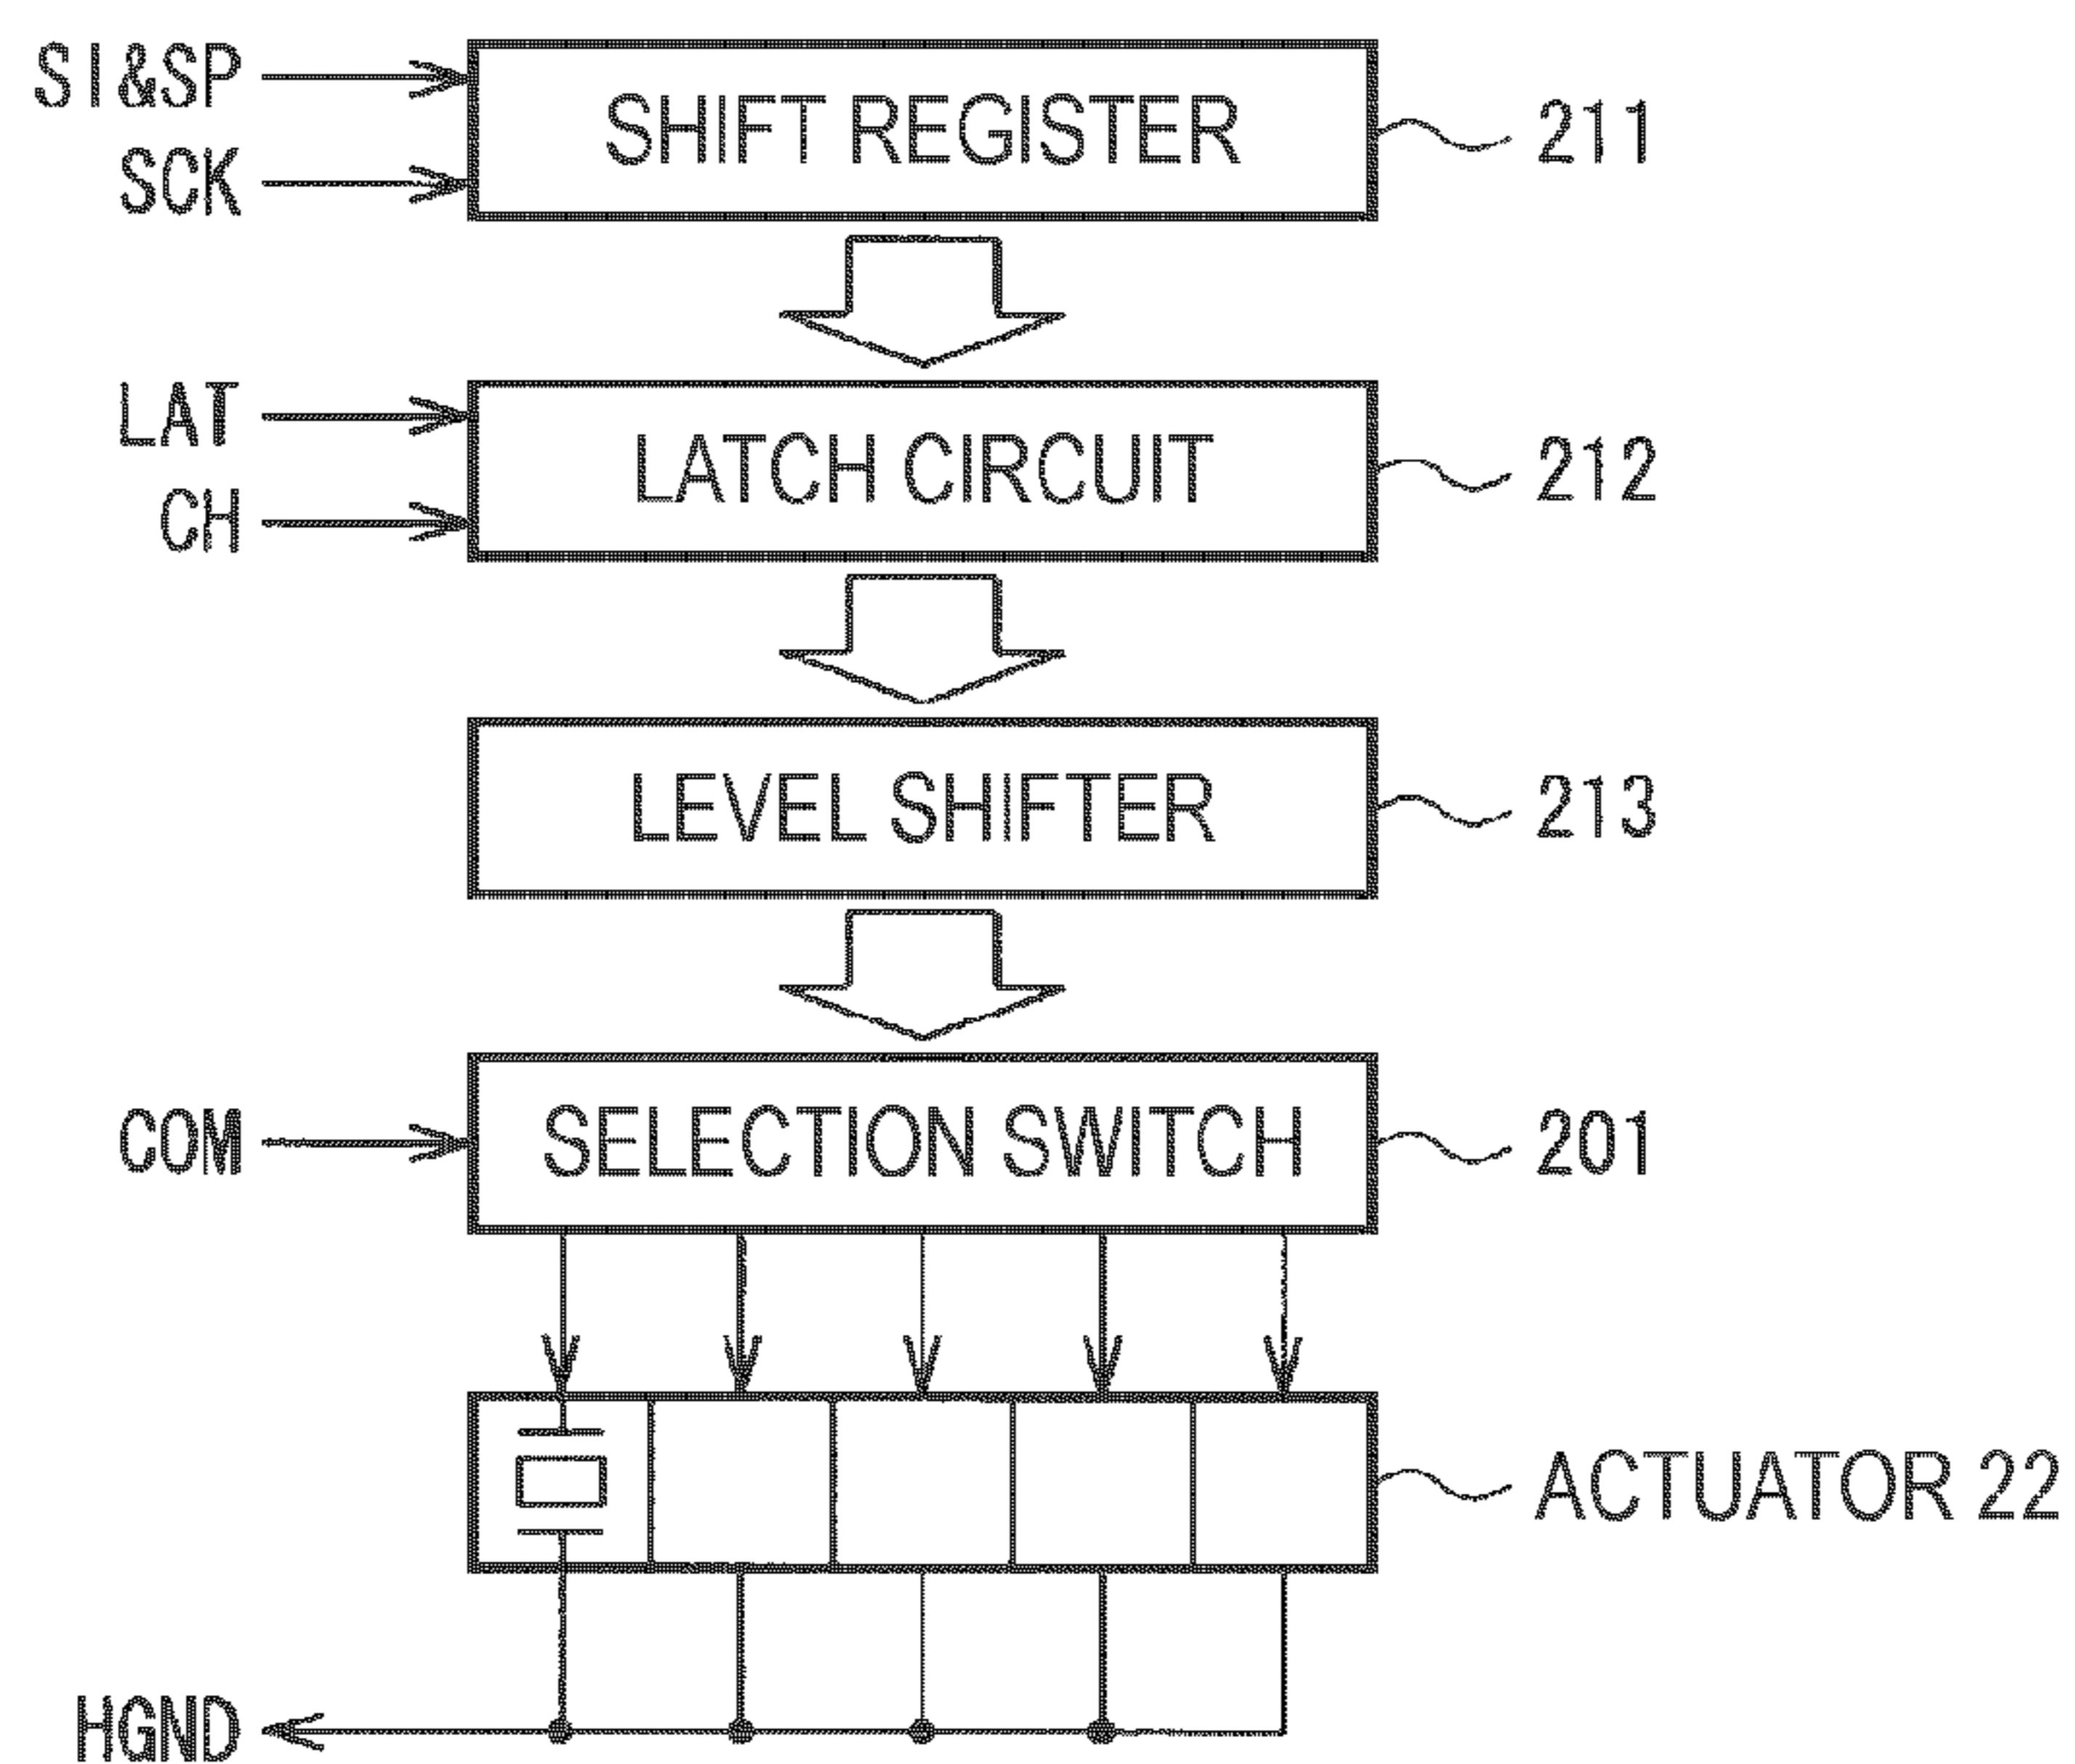 SI&SP
SHIFT REGISTER
211
SCK
LAT
LATCH CIRCUIT
212
CH
LEVEL SHIFTER
213
COM
SELECTION SWITCH
201
ACTUATOR 22
HGND